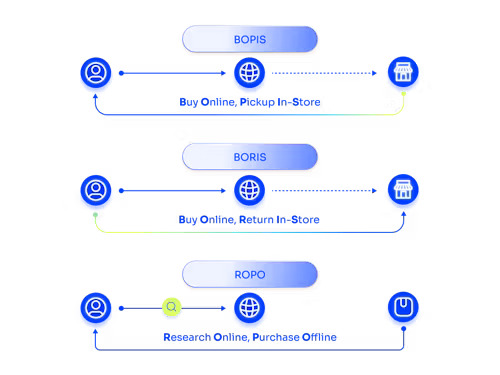 BOPIS
Buy Online, Pickup In-Store
BORIS
Buy Online, Return In-Store
ROPO
Research Online, Purchase Offline